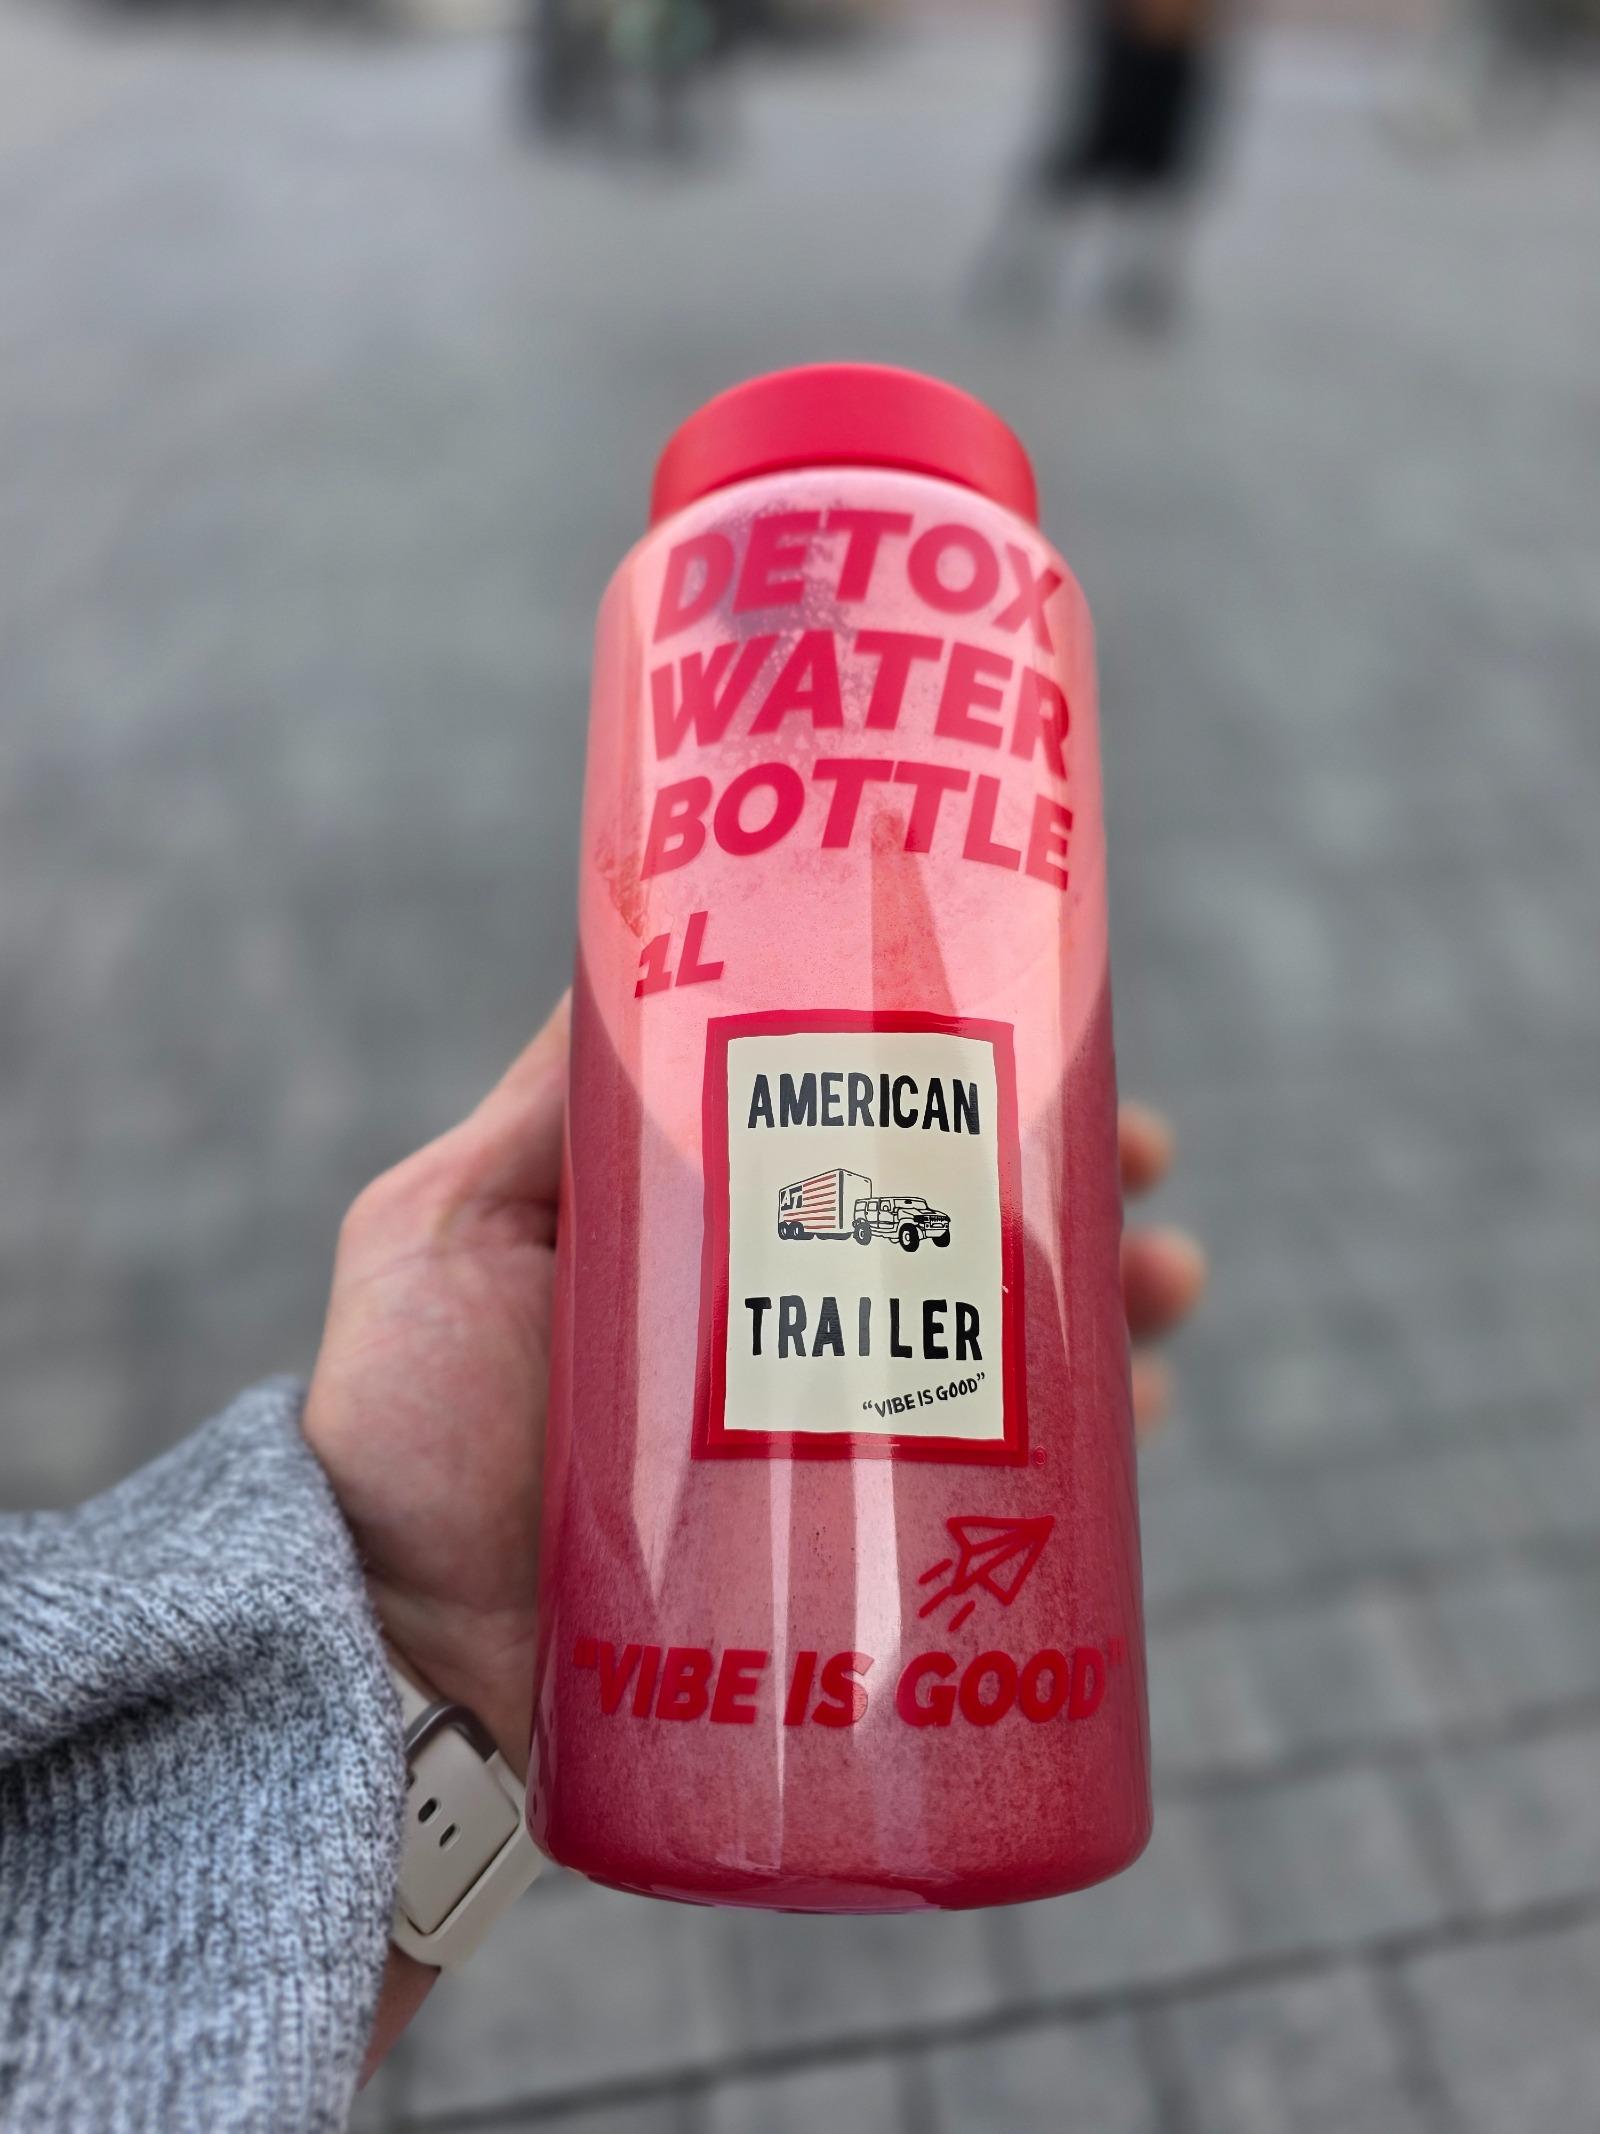 DETOX
WATER
BOTTLE
1L
AMERICAN
AT
TRAILER
“VIBE IS GOOD”
®
“VIBE IS GOOD”